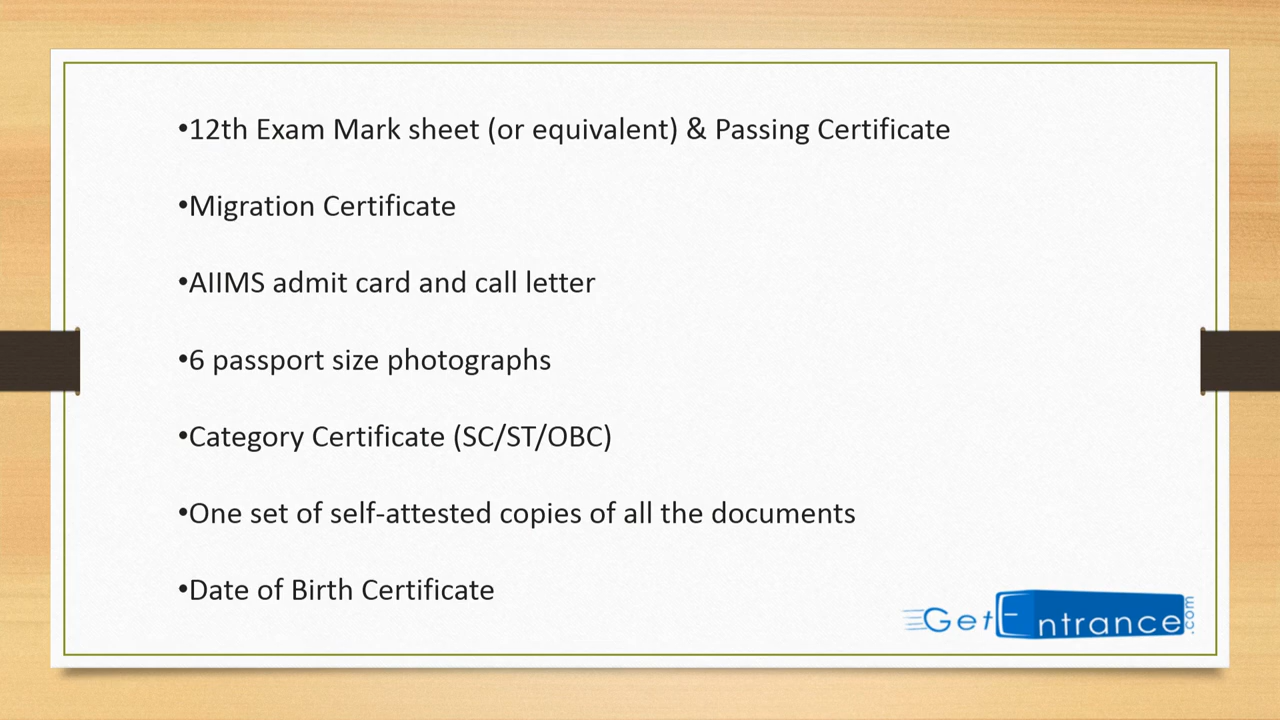 •12th Exam Mark sheet (or equivalent) & Passing Certificate
•Migration Certificate
•AIIMS admit card and call letter
•6 passport size photographs
•Category Certificate (SC/ST/OBC)
•One set of self-attested copies of all the documents
•Date of Birth Certificate
GetEntrance.com